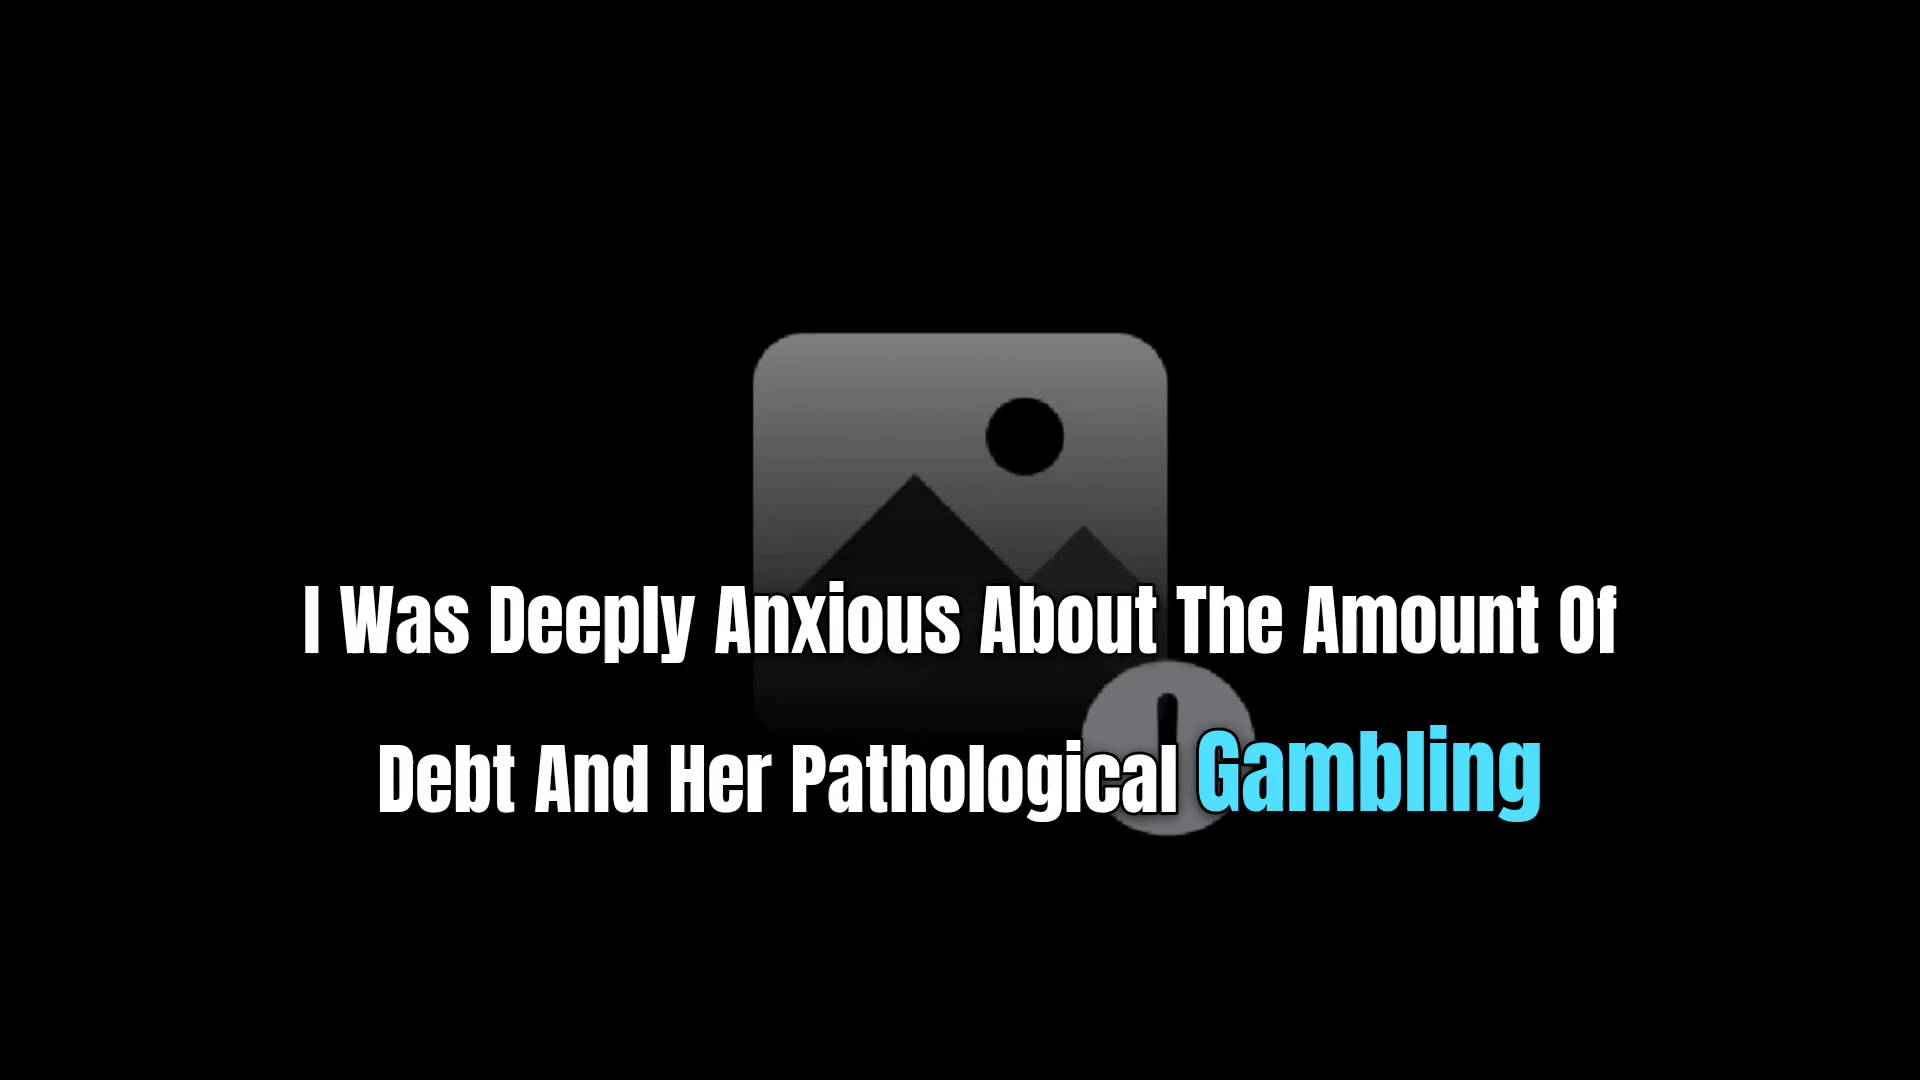 I Was Deeply Anxious About The Amount Of
Debt And Her Pathological Gambling